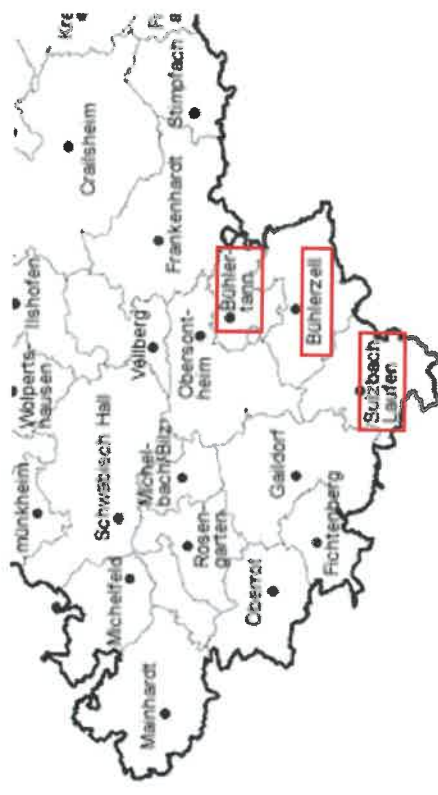 münkheim
Wolperts-
hausen
Ilshofen
Crailsheim
Schwäbisch Hall
Vellberg
Frankenhardt
Stimpfach
Michelfeld
Michel-
bach/Bilz
Obersont-
heim
Bühler-
tann
Mainhardt
Rosen-
garten
Bühlerzell
Oberrot
Gaildorf
Fichtenberg
Sulzbach
Laufen